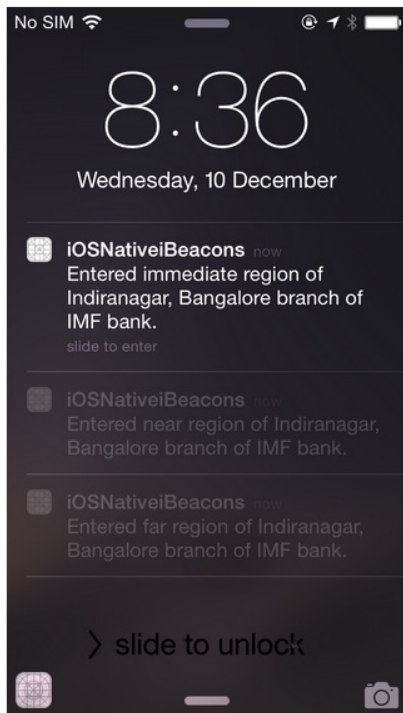 No SIM
8:36
Wednesday, 10 December
iOSNativeiBeacons now
Entered immediate region of
Indiranagar, Bangalore branch of
IMF bank.
slide to enter
iOSNativeiBeacons now
Entered near region of Indiranagar,
Bangalore branch of IMF bank.
iOSNativeiBeacons now
Entered far region of Indiranagar,
Bangalore branch of IMF bank.
slide to unlock